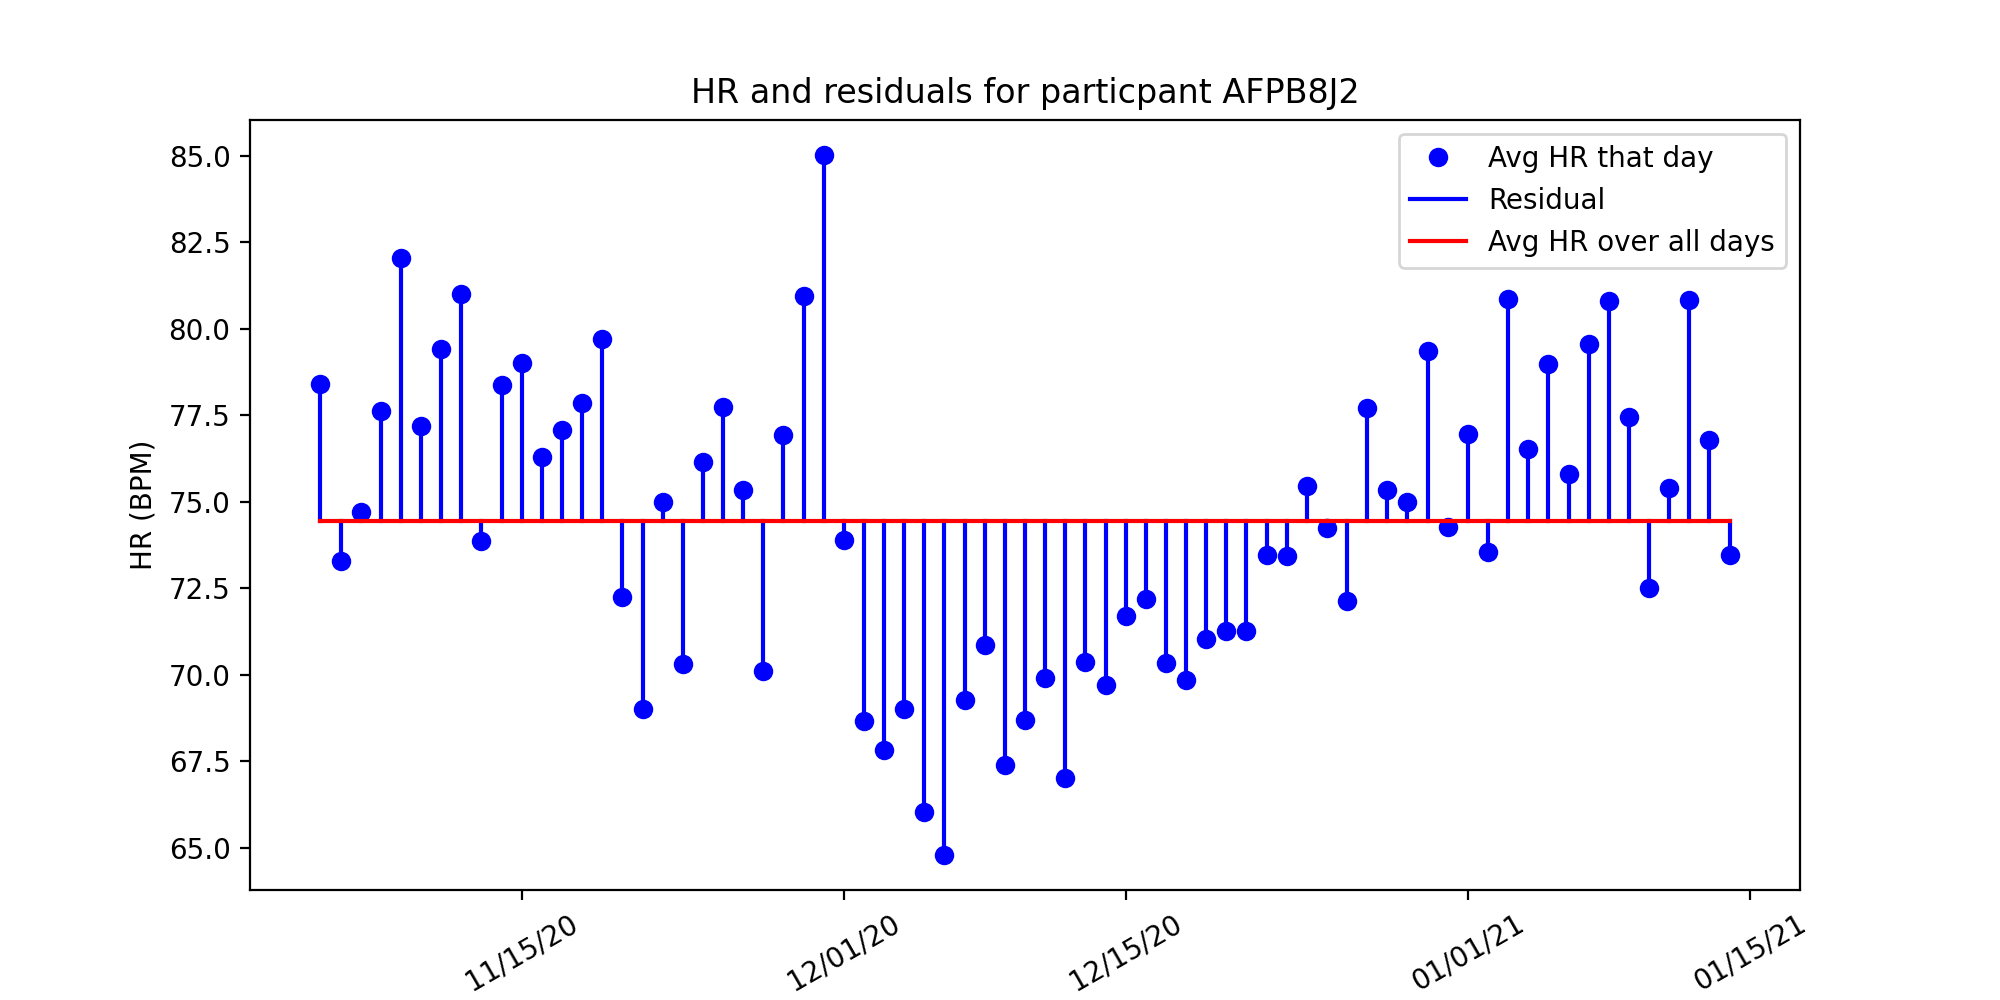 HR and residuals for particpant AFPB8J2
Avg HR that day
Residual
Avg HR over all days
HR (BPM)
85.0
82.5
80.0
77.5
75.0
72.5
70.0
67.5
65.0
11/15/20
12/01/20
12/15/20
01/01/21
01/15/21